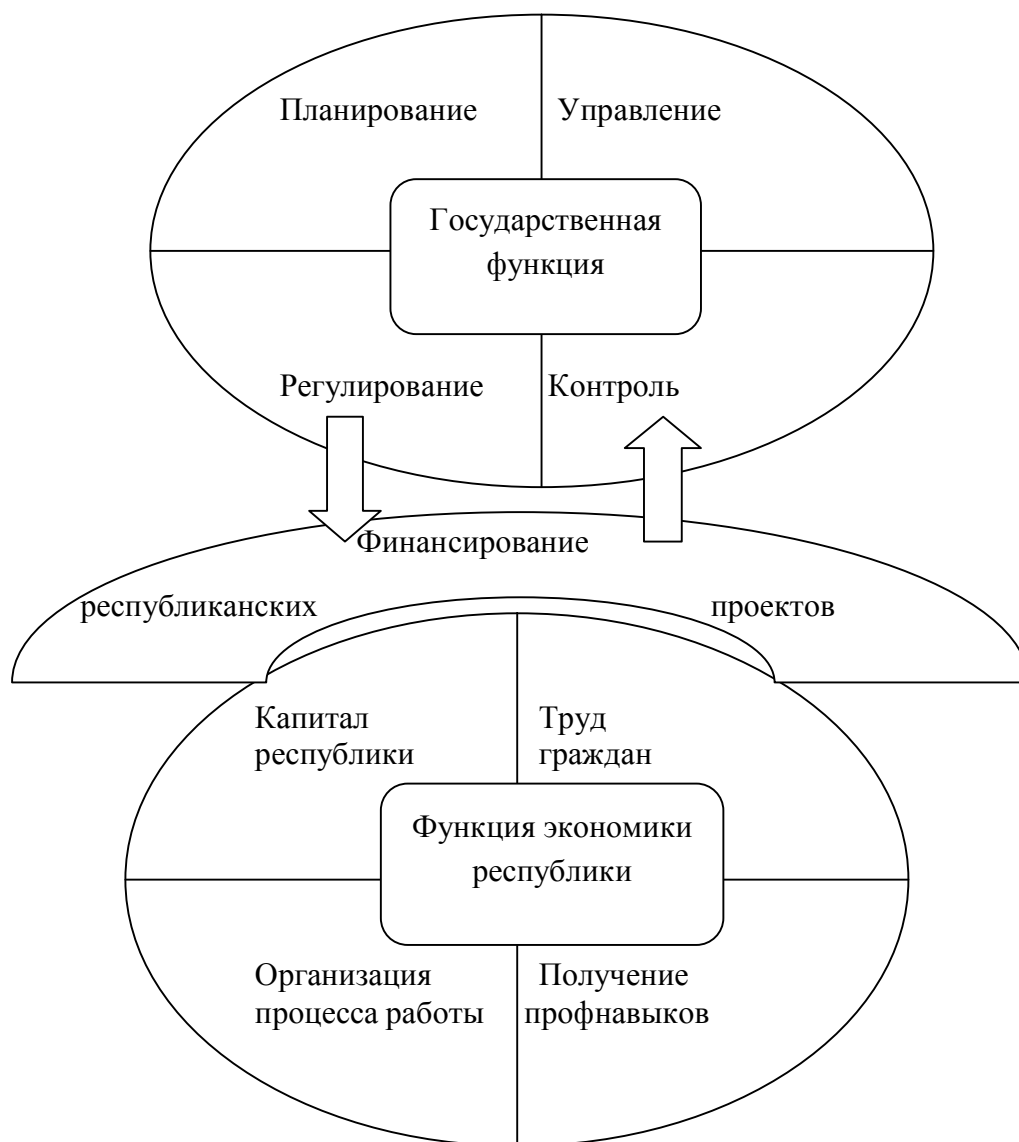 Планирование
Управление
Государственная
функция
Регулирование
Контроль
Финансирование
республиканских
проектов
Капитал
республики
Труд
граждан
Функция экономики
республики
Организация
процесса работы
Получение
профнавыков